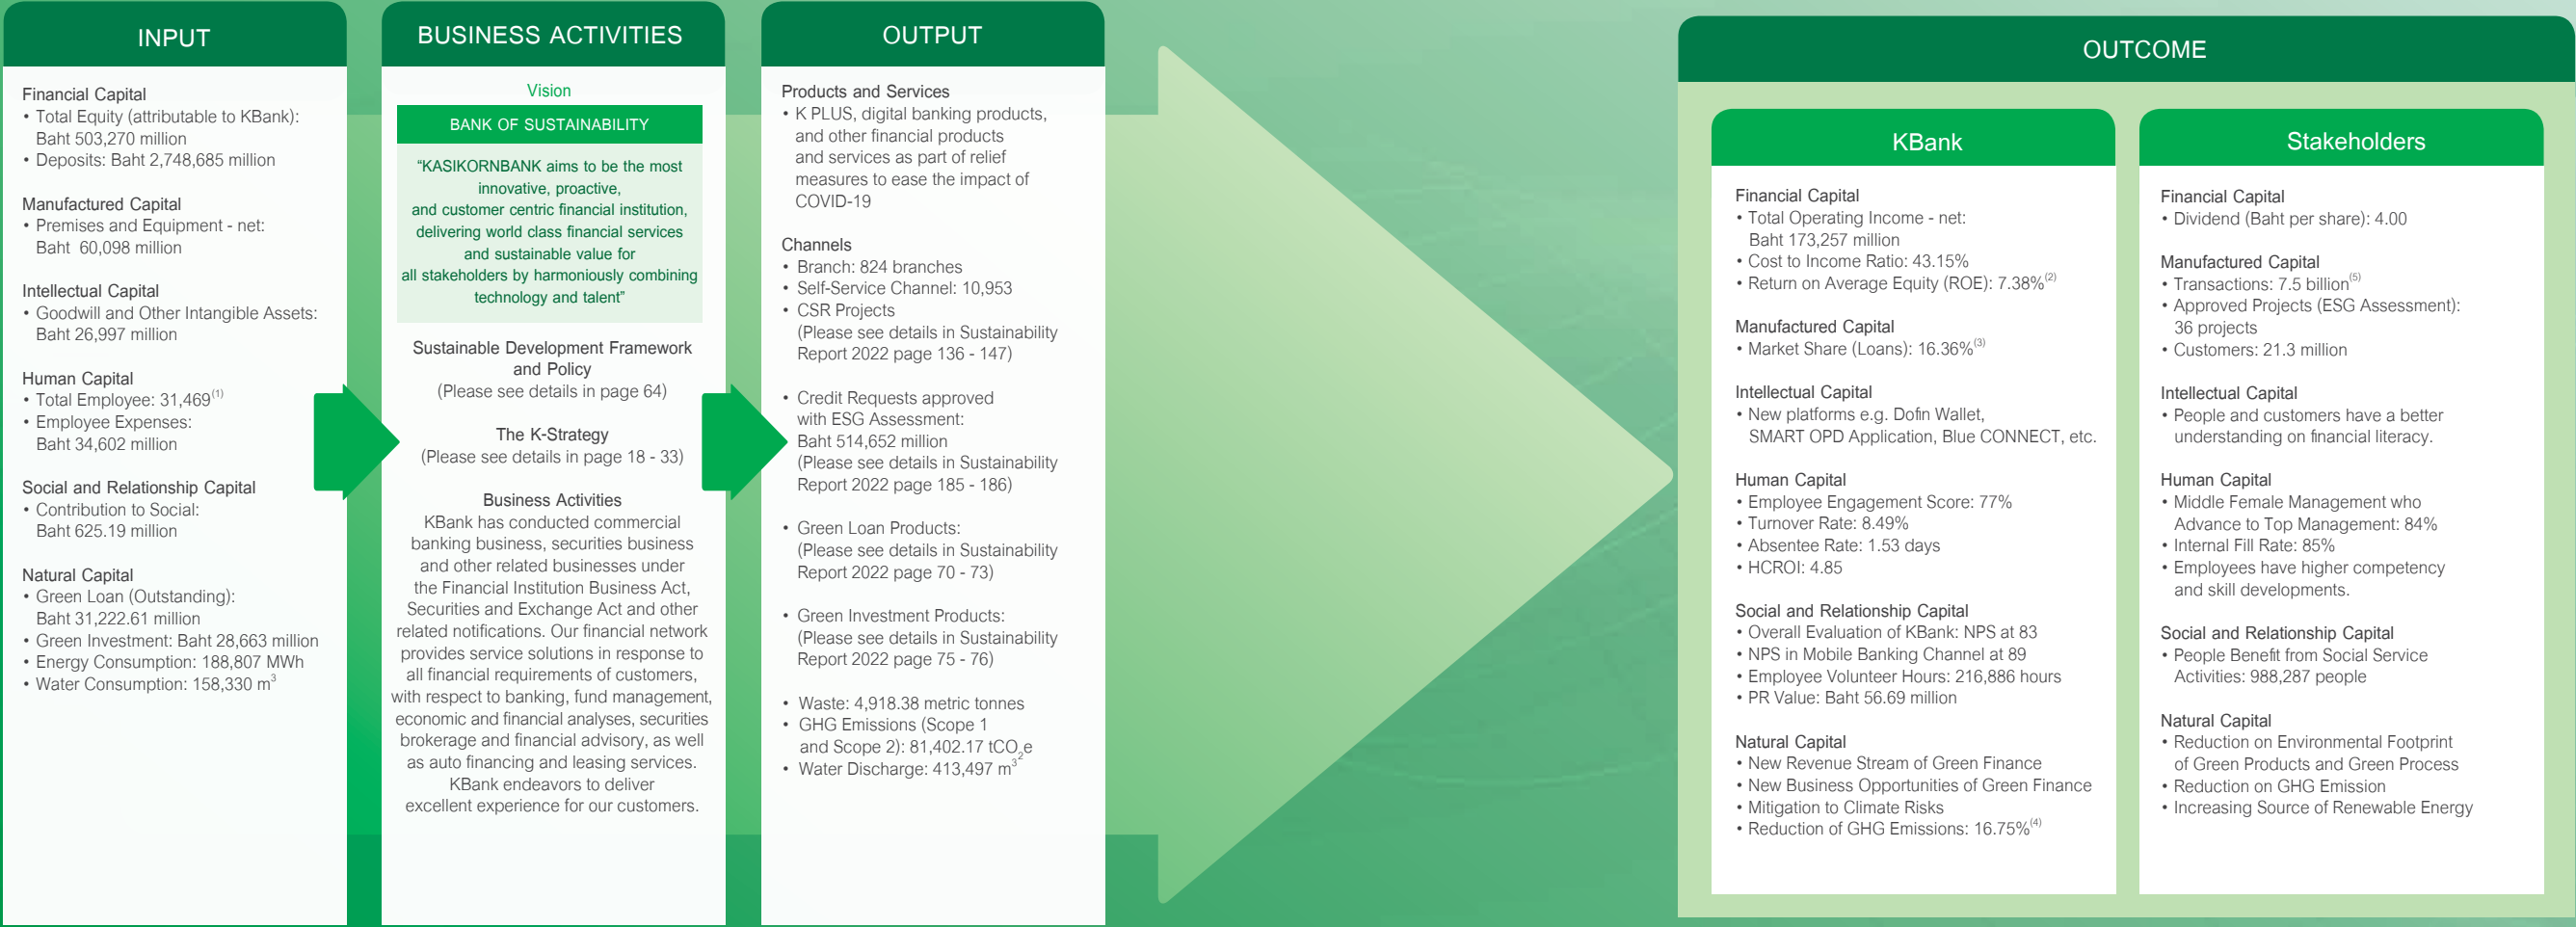 INPUT
Financial Capital
• Total Equity (attributable to KBank):
Baht 503,270 million
• Deposits: Baht 2,748,685 million
Manufactured Capital
• Premises and Equipment - net:
Baht 60,098 million
Intellectual Capital
• Goodwill and Other Intangible Assets:
Baht 26,997 million
Human Capital
• Total Employee: 31,469(1)
• Employee Expenses:
Baht 34,602 million
Social and Relationship Capital
• Contribution to Social:
Baht 625.19 million
Natural Capital
• Green Loan (Outstanding):
Baht 31,222.61 million
• Green Investment: Baht 28,663 million
• Energy Consumption: 188,807 MWh
• Water Consumption: 158,330 m3
BUSINESS ACTIVITIES
Vision
BANK OF SUSTAINABILITY
“KASIKORNBANK aims to be the most
innovative, proactive,
and customer centric financial institution,
delivering world class financial services
and sustainable value for
all stakeholders by harmoniously combining
technology and talent”
Sustainable Development Framework
and Policy
(Please see details in page 64)
The K-Strategy
(Please see details in page 18 - 33)
Business Activities
KBank has conducted commercial
banking business, securities business
and other related businesses under
the Financial Institution Business Act,
Securities and Exchange Act and other
related notifications. Our financial network
provides service solutions in response to
all financial requirements of customers,
with respect to banking, fund management,
economic and financial analyses, securities
brokerage and financial advisory, as well
as auto financing and leasing services.
KBank endeavors to deliver
excellent experience for our customers.
OUTPUT
Products and Services
• K PLUS, digital banking products,
and other financial products
and services as part of relief
measures to ease the impact of
COVID-19
Channels
• Branch: 824 branches
• Self-Service Channel: 10,953
• CSR Projects
(Please see details in Sustainability
Report 2022 page 136 - 147)
• Credit Requests approved
with ESG Assessment:
Baht 514,652 million
(Please see details in Sustainability
Report 2022 page 185 - 186)
• Green Loan Products:
(Please see details in Sustainability
Report 2022 page 70 - 73)
• Green Investment Products:
(Please see details in Sustainability
Report 2022 page 75 - 76)
• Waste: 4,918.38 metric tonnes
• GHG Emissions (Scope 1
and Scope 2): 81,402.17 tCO2e
• Water Discharge: 413,497 m3
OUTCOME
KBank
Financial Capital
• Total Operating Income - net:
Baht 173,257 million
• Cost to Income Ratio: 43.15%
• Return on Average Equity (ROE): 7.38%(2)
Manufactured Capital
• Market Share (Loans): 16.36%(3)
Intellectual Capital
• New platforms e.g. Dofin Wallet,
SMART OPD Application, Blue CONNECT, etc.
Human Capital
• Employee Engagement Score: 77%
• Turnover Rate: 8.49%
• Absentee Rate: 1.53 days
• HCROI: 4.85
Social and Relationship Capital
• Overall Evaluation of KBank: NPS at 83
• NPS in Mobile Banking Channel at 89
• Employee Volunteer Hours: 216,886 hours
• PR Value: Baht 56.69 million
Natural Capital
• New Revenue Stream of Green Finance
• New Business Opportunities of Green Finance
• Mitigation to Climate Risks
• Reduction of GHG Emissions: 16.75%(4)
Stakeholders
Financial Capital
• Dividend (Baht per share): 4.00
Manufactured Capital
• Transactions: 7.5 billion(5)
• Approved Projects (ESG Assessment):
36 projects
• Customers: 21.3 million
Intellectual Capital
• People and customers have a better
understanding on financial literacy.
Human Capital
• Middle Female Management who
Advance to Top Management: 84%
• Internal Fill Rate: 85%
• Employees have higher competency
and skill developments.
Social and Relationship Capital
• People Benefit from Social Service
Activities: 988,287 people
Natural Capital
• Reduction on Environmental Footprint
of Green Products and Green Process
• Reduction on GHG Emission
• Increasing Source of Renewable Energy